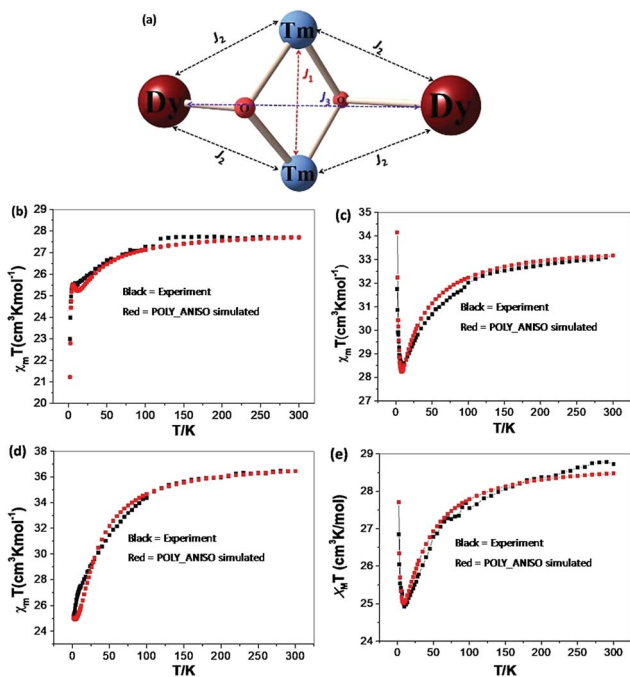 (a)
Tm
J2
J2
J1
Dy
O
J3
O
Dy
J2
J2
Tm
(b)
28
27
26
25
24
23
22
21
20
χmT(cm³Kmol⁻¹)
Black = Experiment
Red = POLY_ANISO simulated
0 50 100 150 200 250 300
T/K
(c)
35
34
33
32
31
30
29
28
27
χmT(cm³Kmol⁻¹)
Black = Experiment
Red = POLY_ANISO simulated
0 50 100 150 200 250 300
T/K
(d)
38
36
34
32
30
28
26
24
χmT(cm³Kmol⁻¹)
Black = Experiment
Red = POLY_ANISO simulated
0 50 100 150 200 250 300
T/K
(e)
29
28
27
26
25
24
χMT (cm³K/mol)
Black = Experiment
Red = POLY_ANISO simulated
0 50 100 150 200 250 300
T/K